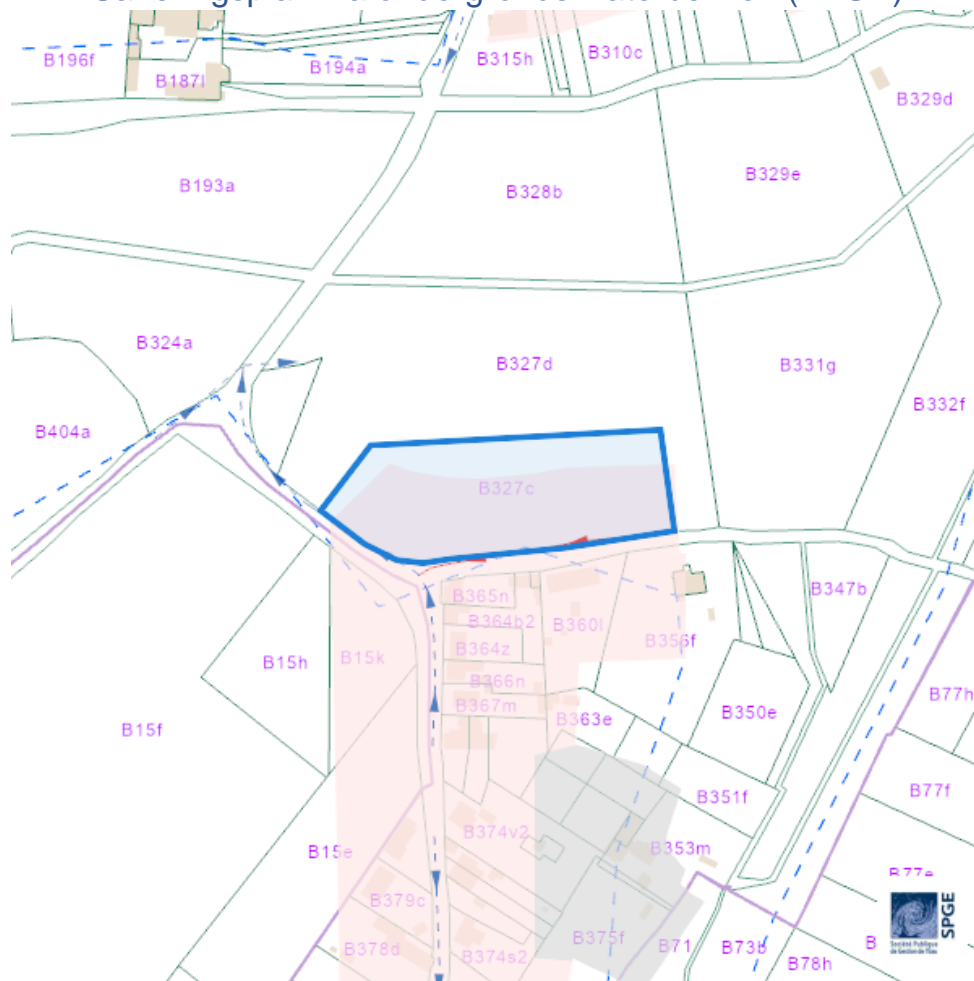 B196f
B187l
B194a
B315h
B310c
B329d
B193a
B328b
B329e
B324a
B327d
B331g
B404a
B332f
B327c
B365n
B347b
B364b2
B360l
B15h
B15k
B364z
B356f
B366n
B77h
B367m
B363e
B350e
B15f
B77f
B351f
B374v2
B15e
B353m
B77e
B379c
SPGE
Société Publique
de Gestion de l'Eau
B375f
B378d
B374s2
B71
B73b
B
B78h